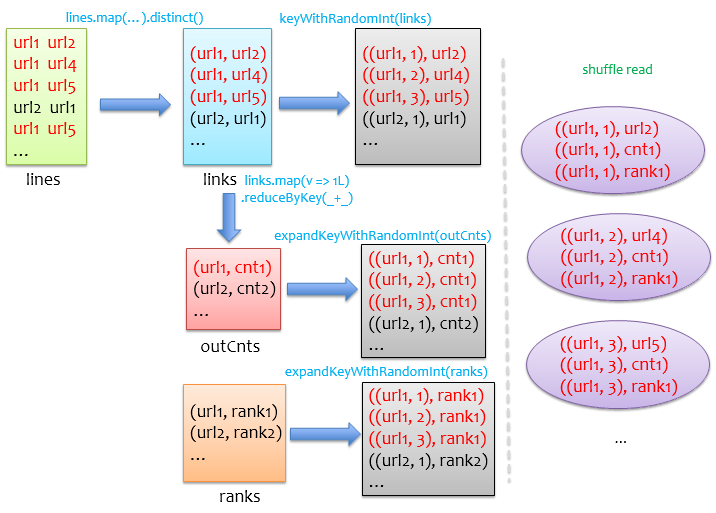 lines.map(...).distinct()
url1 url2
url1 url4
url1 url5
url2 url1
url1 url5
...
lines
(url1, url2)
(url1, url4)
(url1, url5)
(url2, url1)
...
links
keyWithRandomInt(links)
((url1, 1), url2)
((url1, 2), url4)
((url1, 3), url5)
((url2, 1), url1)
...
links.map(v => 1L)
.reduceByKey(_+_)
(url1, cnt1)
(url2, cnt2)
...
outCnts
expandKeyWithRandomInt(outCnts)
((url1, 1), cnt1)
((url1, 2), cnt1)
((url1, 3), cnt1)
((url2, 1), cnt2)
...
(url1, rank1)
(url2, rank2)
...
ranks
expandKeyWithRandomInt(ranks)
((url1, 1), rank1)
((url1, 2), rank1)
((url1, 3), rank1)
((url2, 1), rank2)
...
shuffle read
((url1, 1), url2)
((url1, 1), cnt1)
((url1, 1), rank1)
((url1, 2), url4)
((url1, 2), cnt1)
((url1, 2), rank1)
((url1, 3), url5)
((url1, 3), cnt1)
((url1, 3), rank1)
...